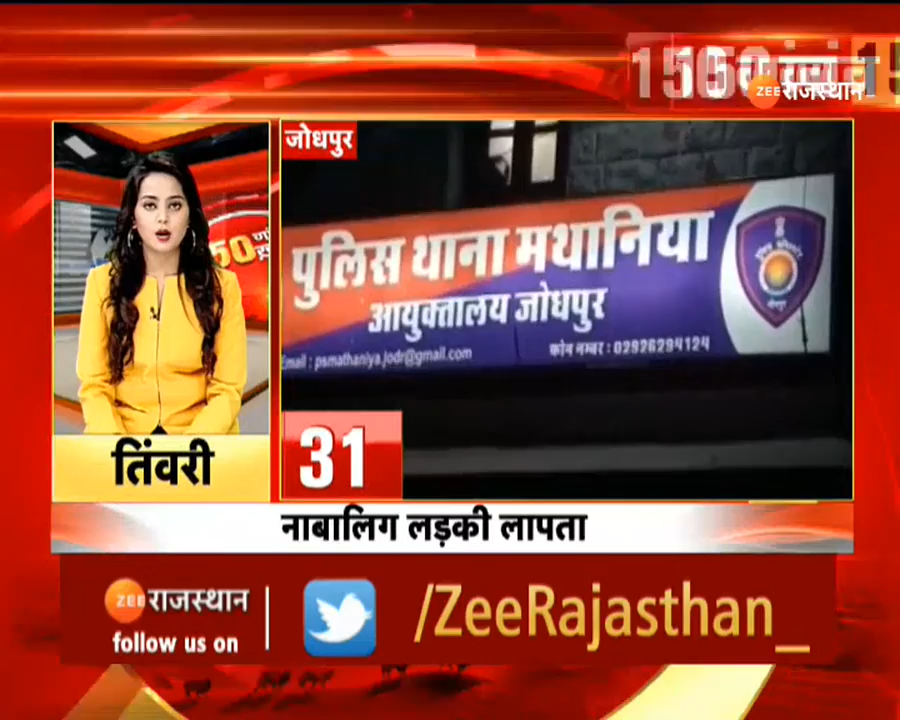 ZEE राजस्थान
जोधपुर
50
पुलिस थाना मथानिया
आयुक्तालय जोधपुर
Email : psmathaniya.jodr@gmail.com
फोन नम्बर : 02926294124
31
तिंवरी
नाबालिग लड़की लापता
ZEE राजस्थान
follow us on
/ZeeRajasthan_